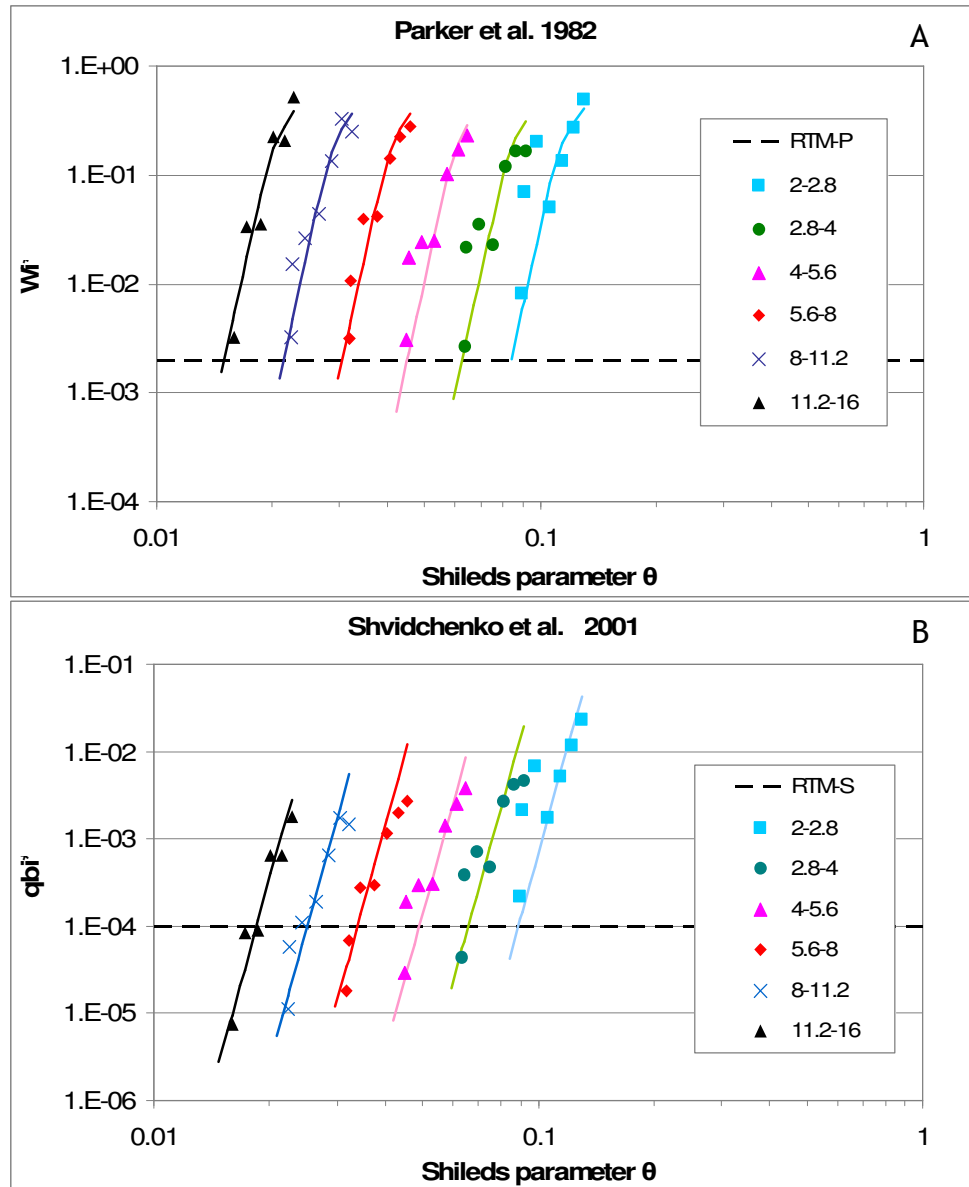 Parker et al. 1982
A
1.E+00
1.E-01
1.E-02
1.E-03
1.E-04
Wi*
0.01
0.1
1
Shileds parameter θ
RTM-P
2-2.8
2.8-4
4-5.6
5.6-8
8-11.2
11.2-16
Shvidchenko et al. 2001
B
1.E-01
1.E-02
1.E-03
1.E-04
1.E-05
1.E-06
qbi*
0.01
0.1
1
Shileds parameter θ
RTM-S
2-2.8
2.8-4
4-5.6
5.6-8
8-11.2
11.2-16